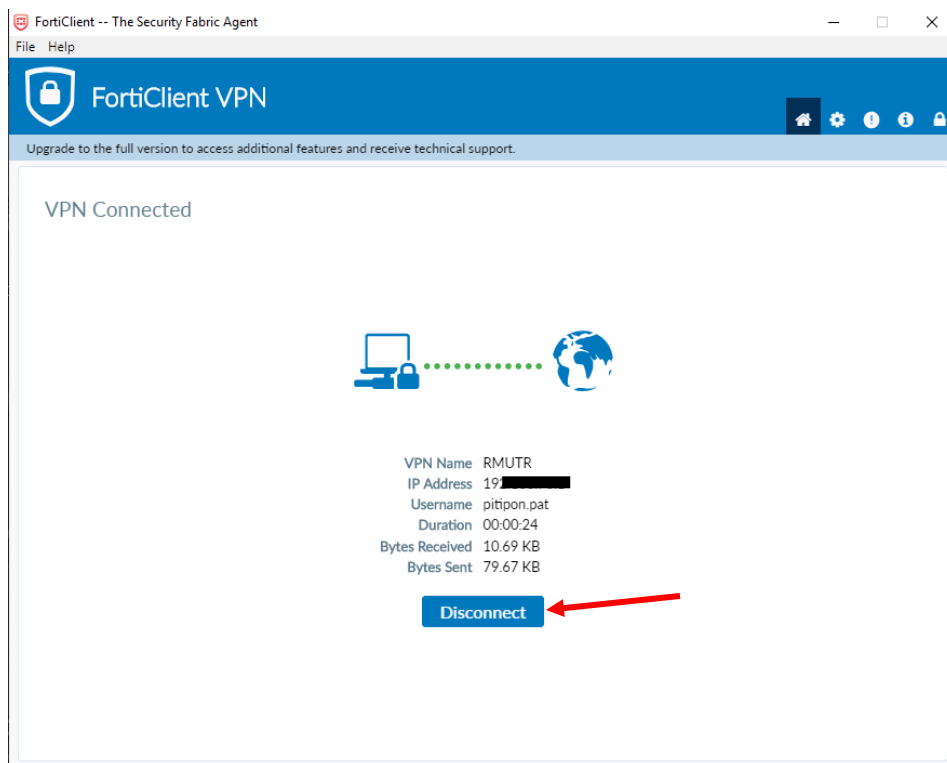 FortiClient -- The Security Fabric Agent
File Help
FortiClient VPN
Upgrade to the full version to access additional features and receive technical support.
VPN Connected
VPN Name RMUTR
IP Address
Username pitipon.pat
Duration 00:00:24
Bytes Received 10.69 KB
Bytes Sent 79.67 KB
Disconnect